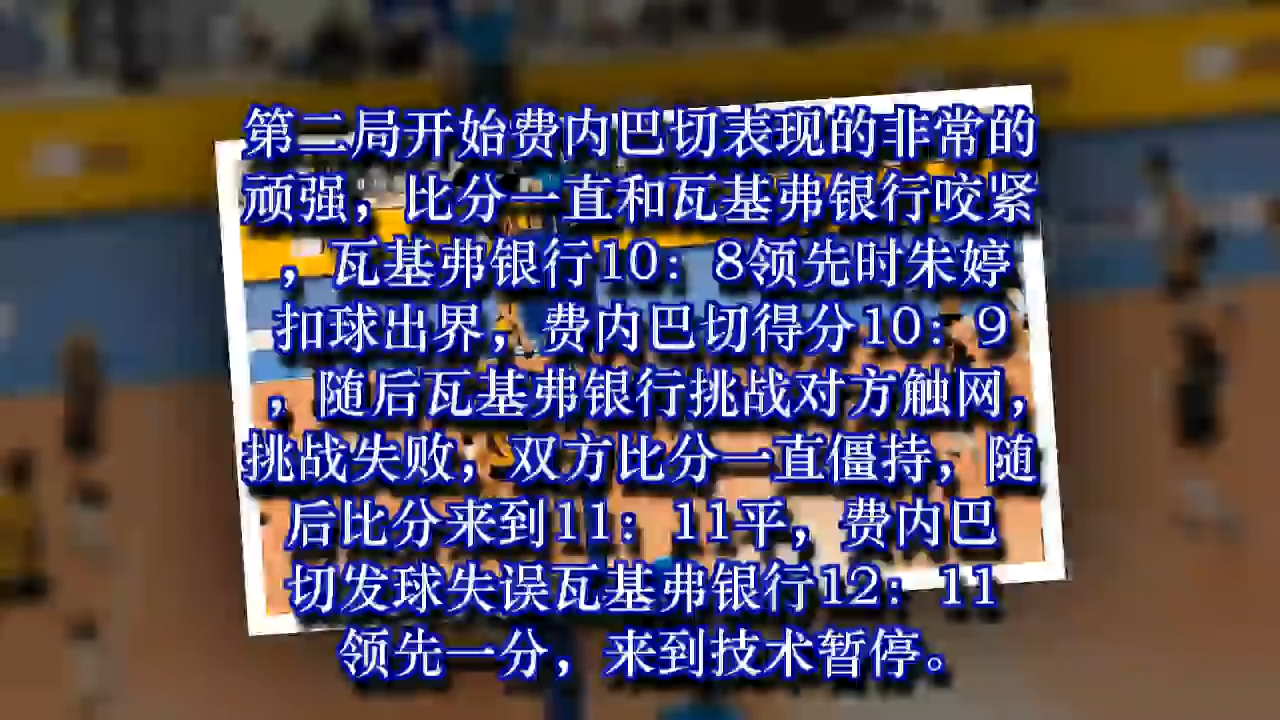 第二局开始费内巴切表现的非常的
顽强，比分一直和瓦基弗银行咬紧
，瓦基弗银行10：8领先时朱婷
扣球出界，费内巴切得分10：9
，随后瓦基弗银行挑战对方触网，
挑战失败，双方比分一直僵持，随
后比分来到11：11平，费内巴
切发球失误瓦基弗银行12：11
领先一分，来到技术暂停。